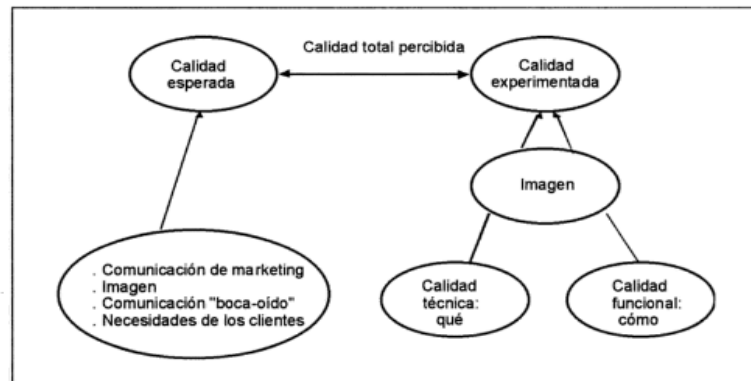 Calidad total percibida
Calidad
esperada
Calidad
experimentada
Imagen
. Comunicación de marketing
. Imagen
. Comunicación "boca-oído"
. Necesidades de los clientes
Calidad
técnica:
qué
Calidad
funcional:
cómo